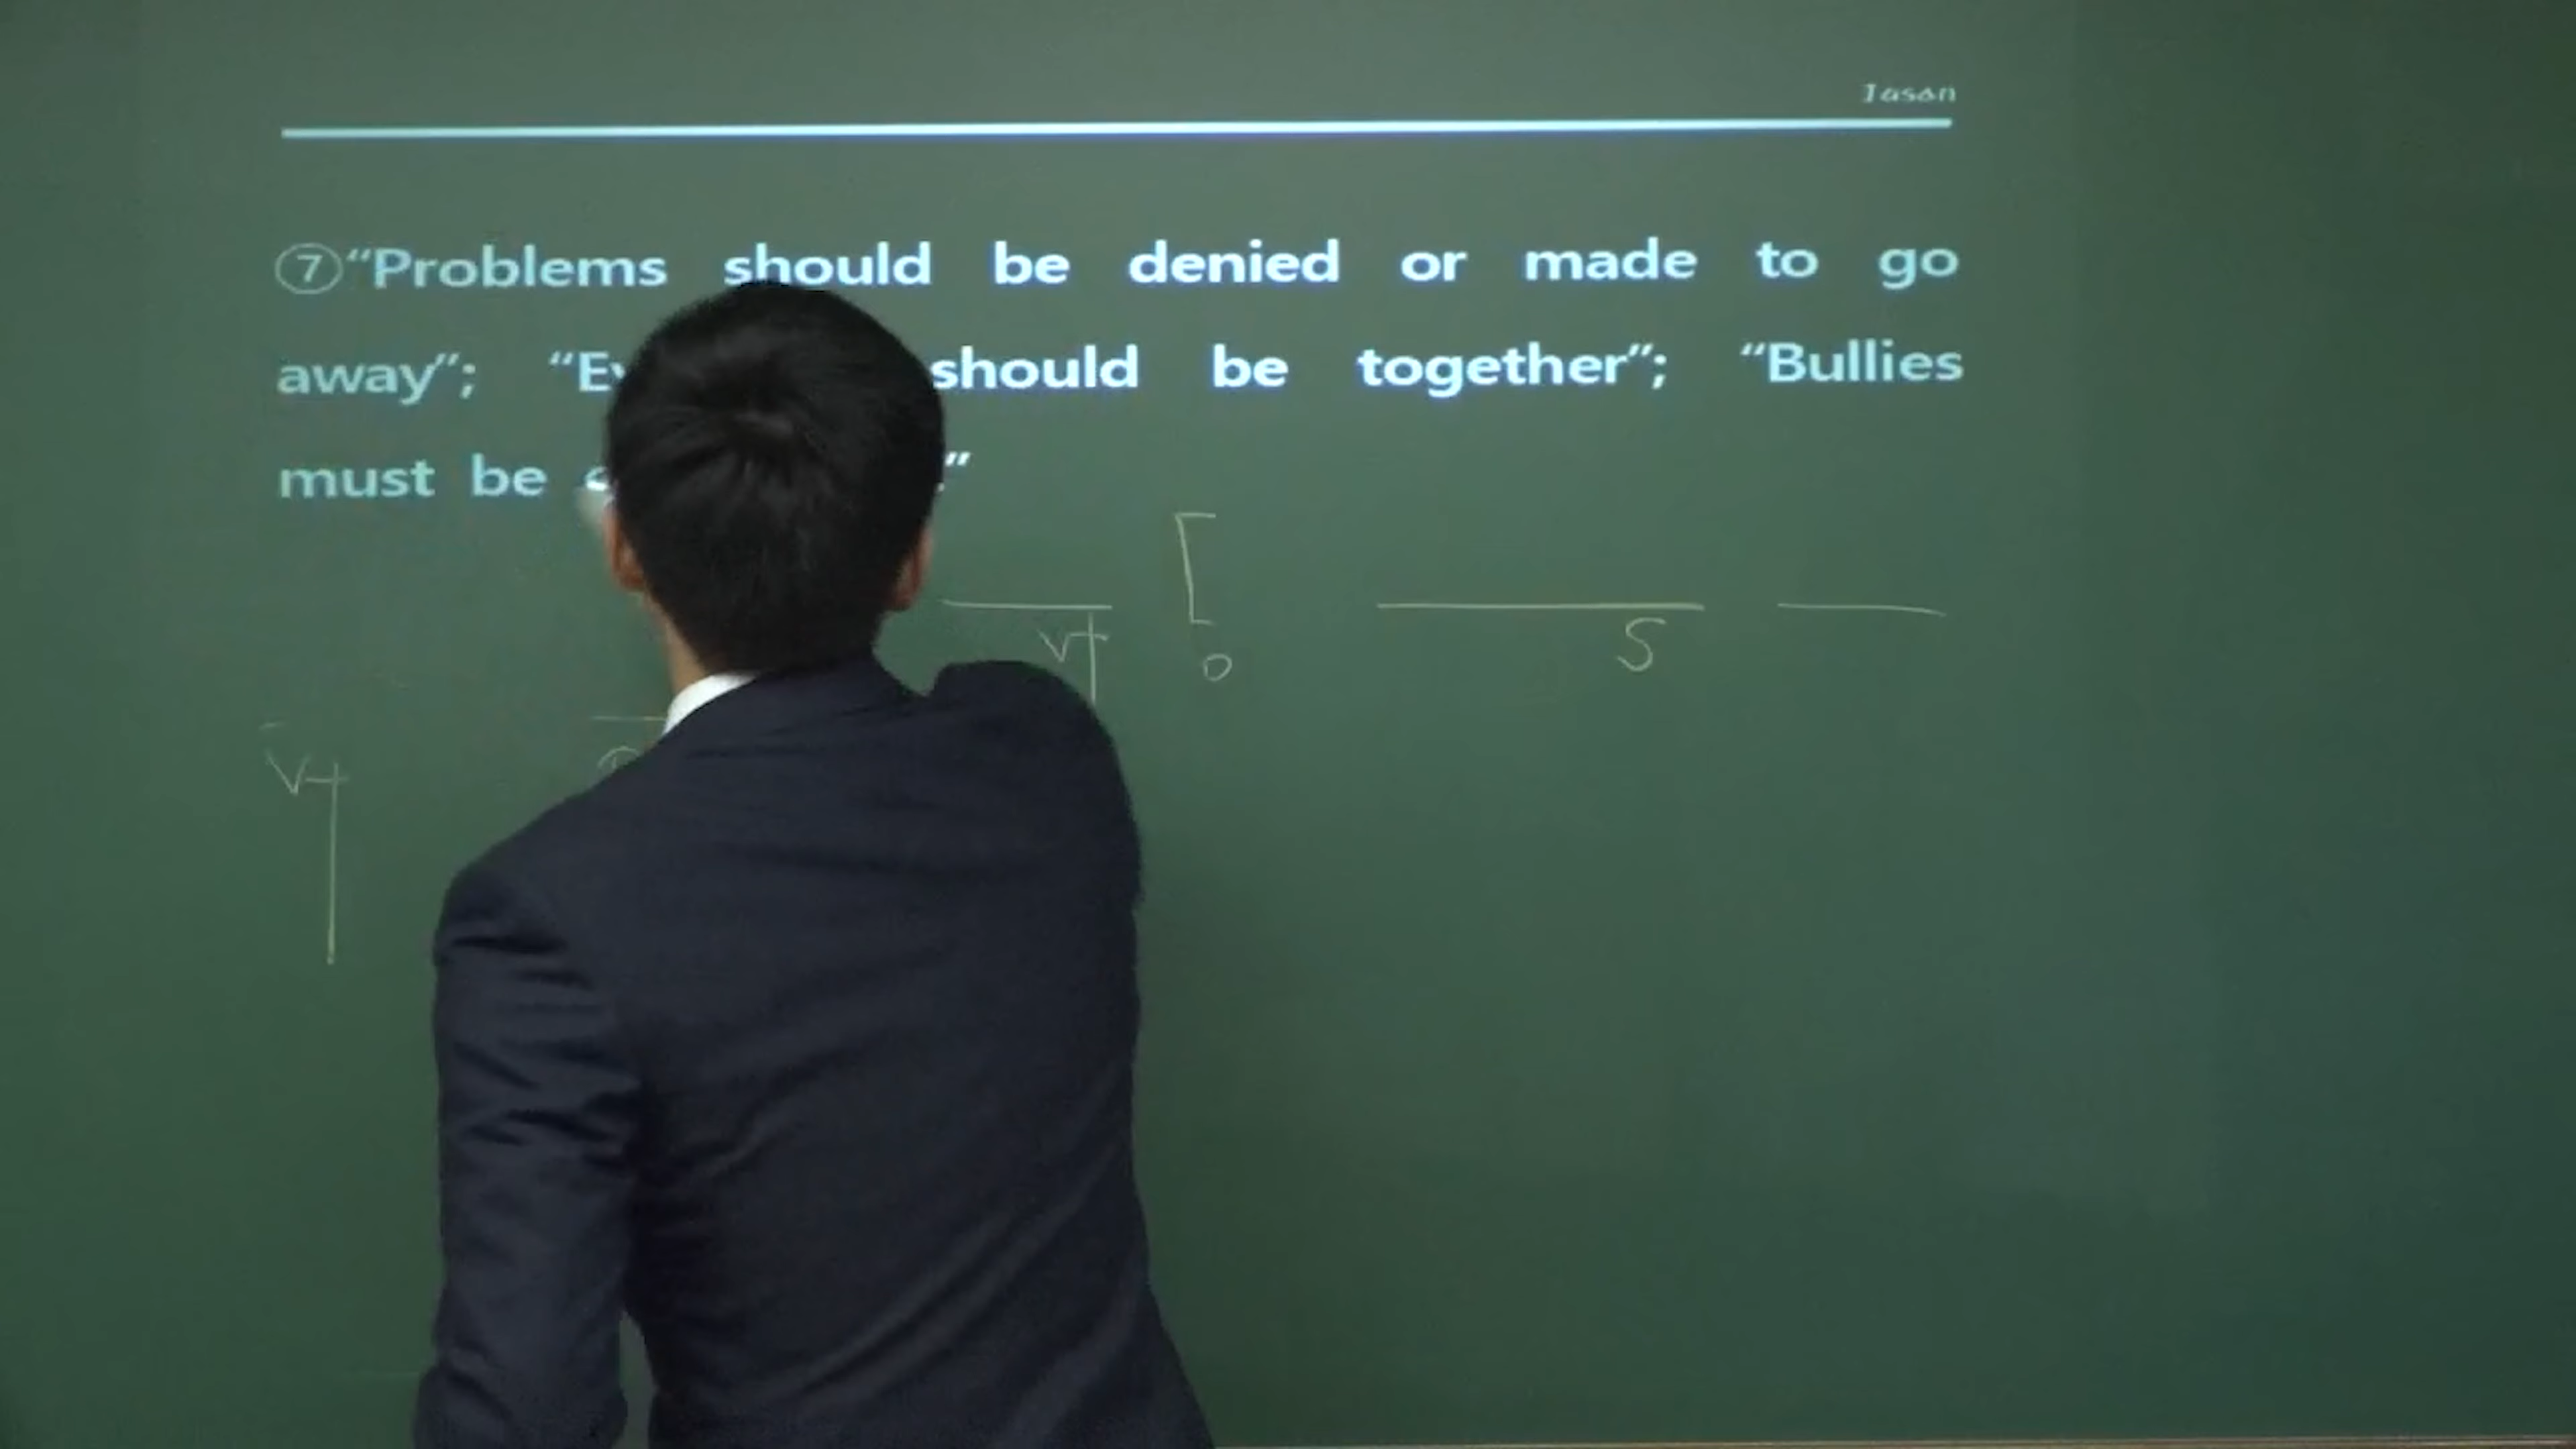 Jason
⑦“Problems should be denied or made to go
away”; should be together”; “Bullies
must be ”
vt o S
vt